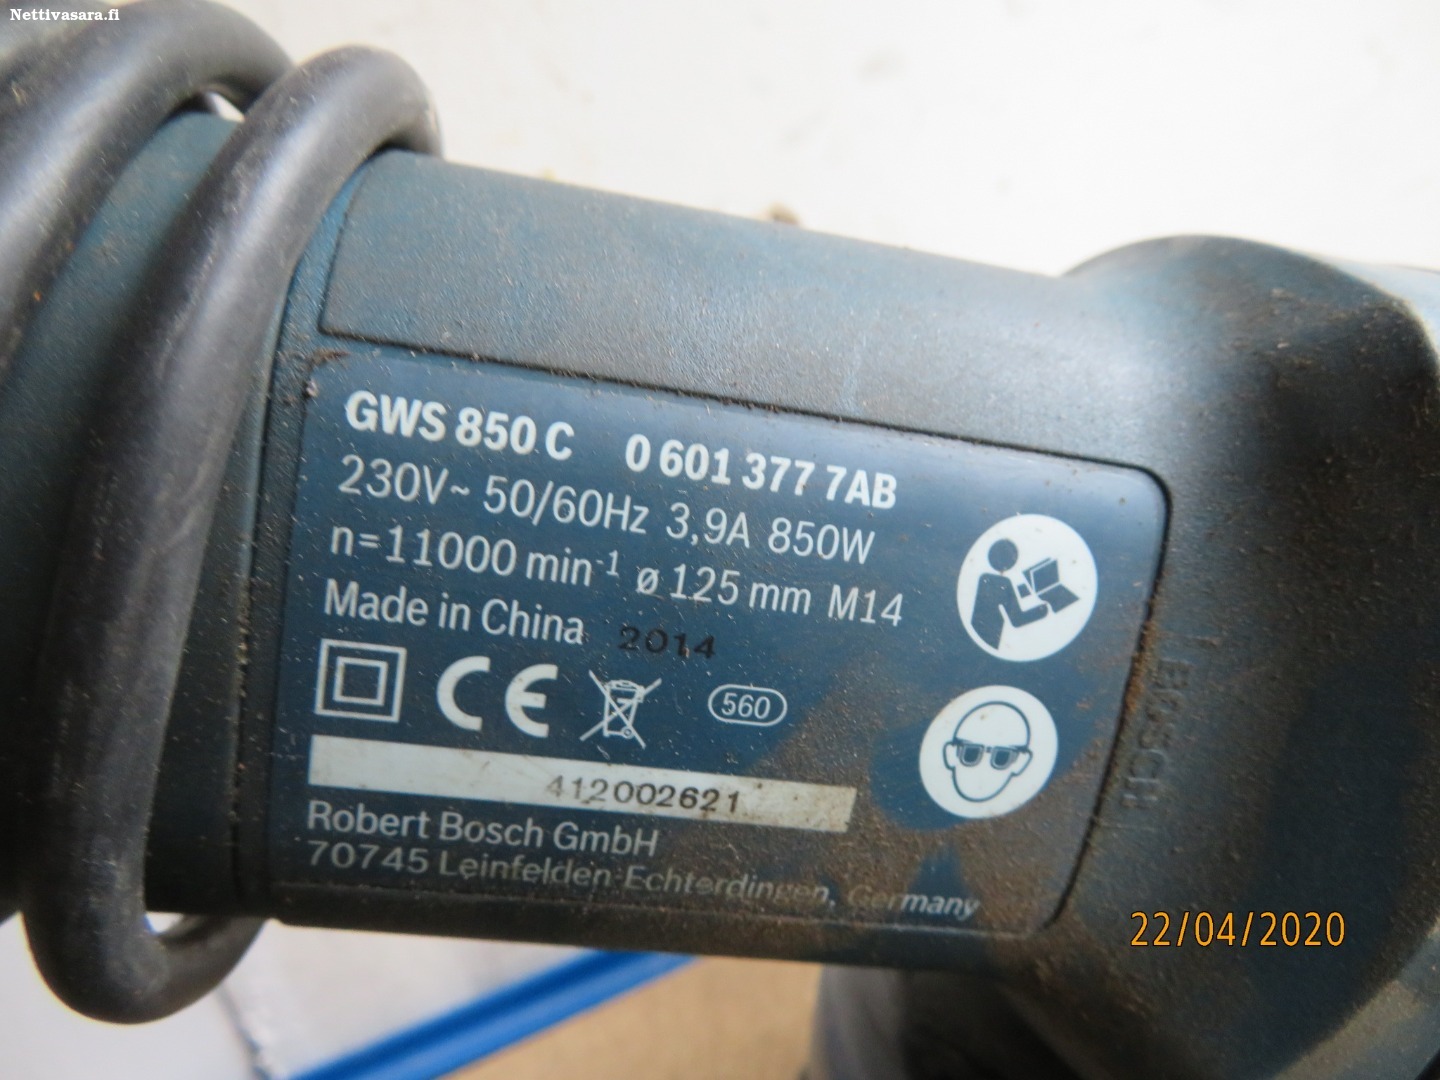 Nettivasara.fi
GWS 850 C 0 601 377 7AB
230V~ 50/60Hz 3,9A 850W
n=11000 min-1 ø 125 mm M14
Made in China 2014
CE 560
412002621
Robert Bosch GmbH
70745 Leinfelden-Echterdingen, Germany
BOSCH
22/04/2020